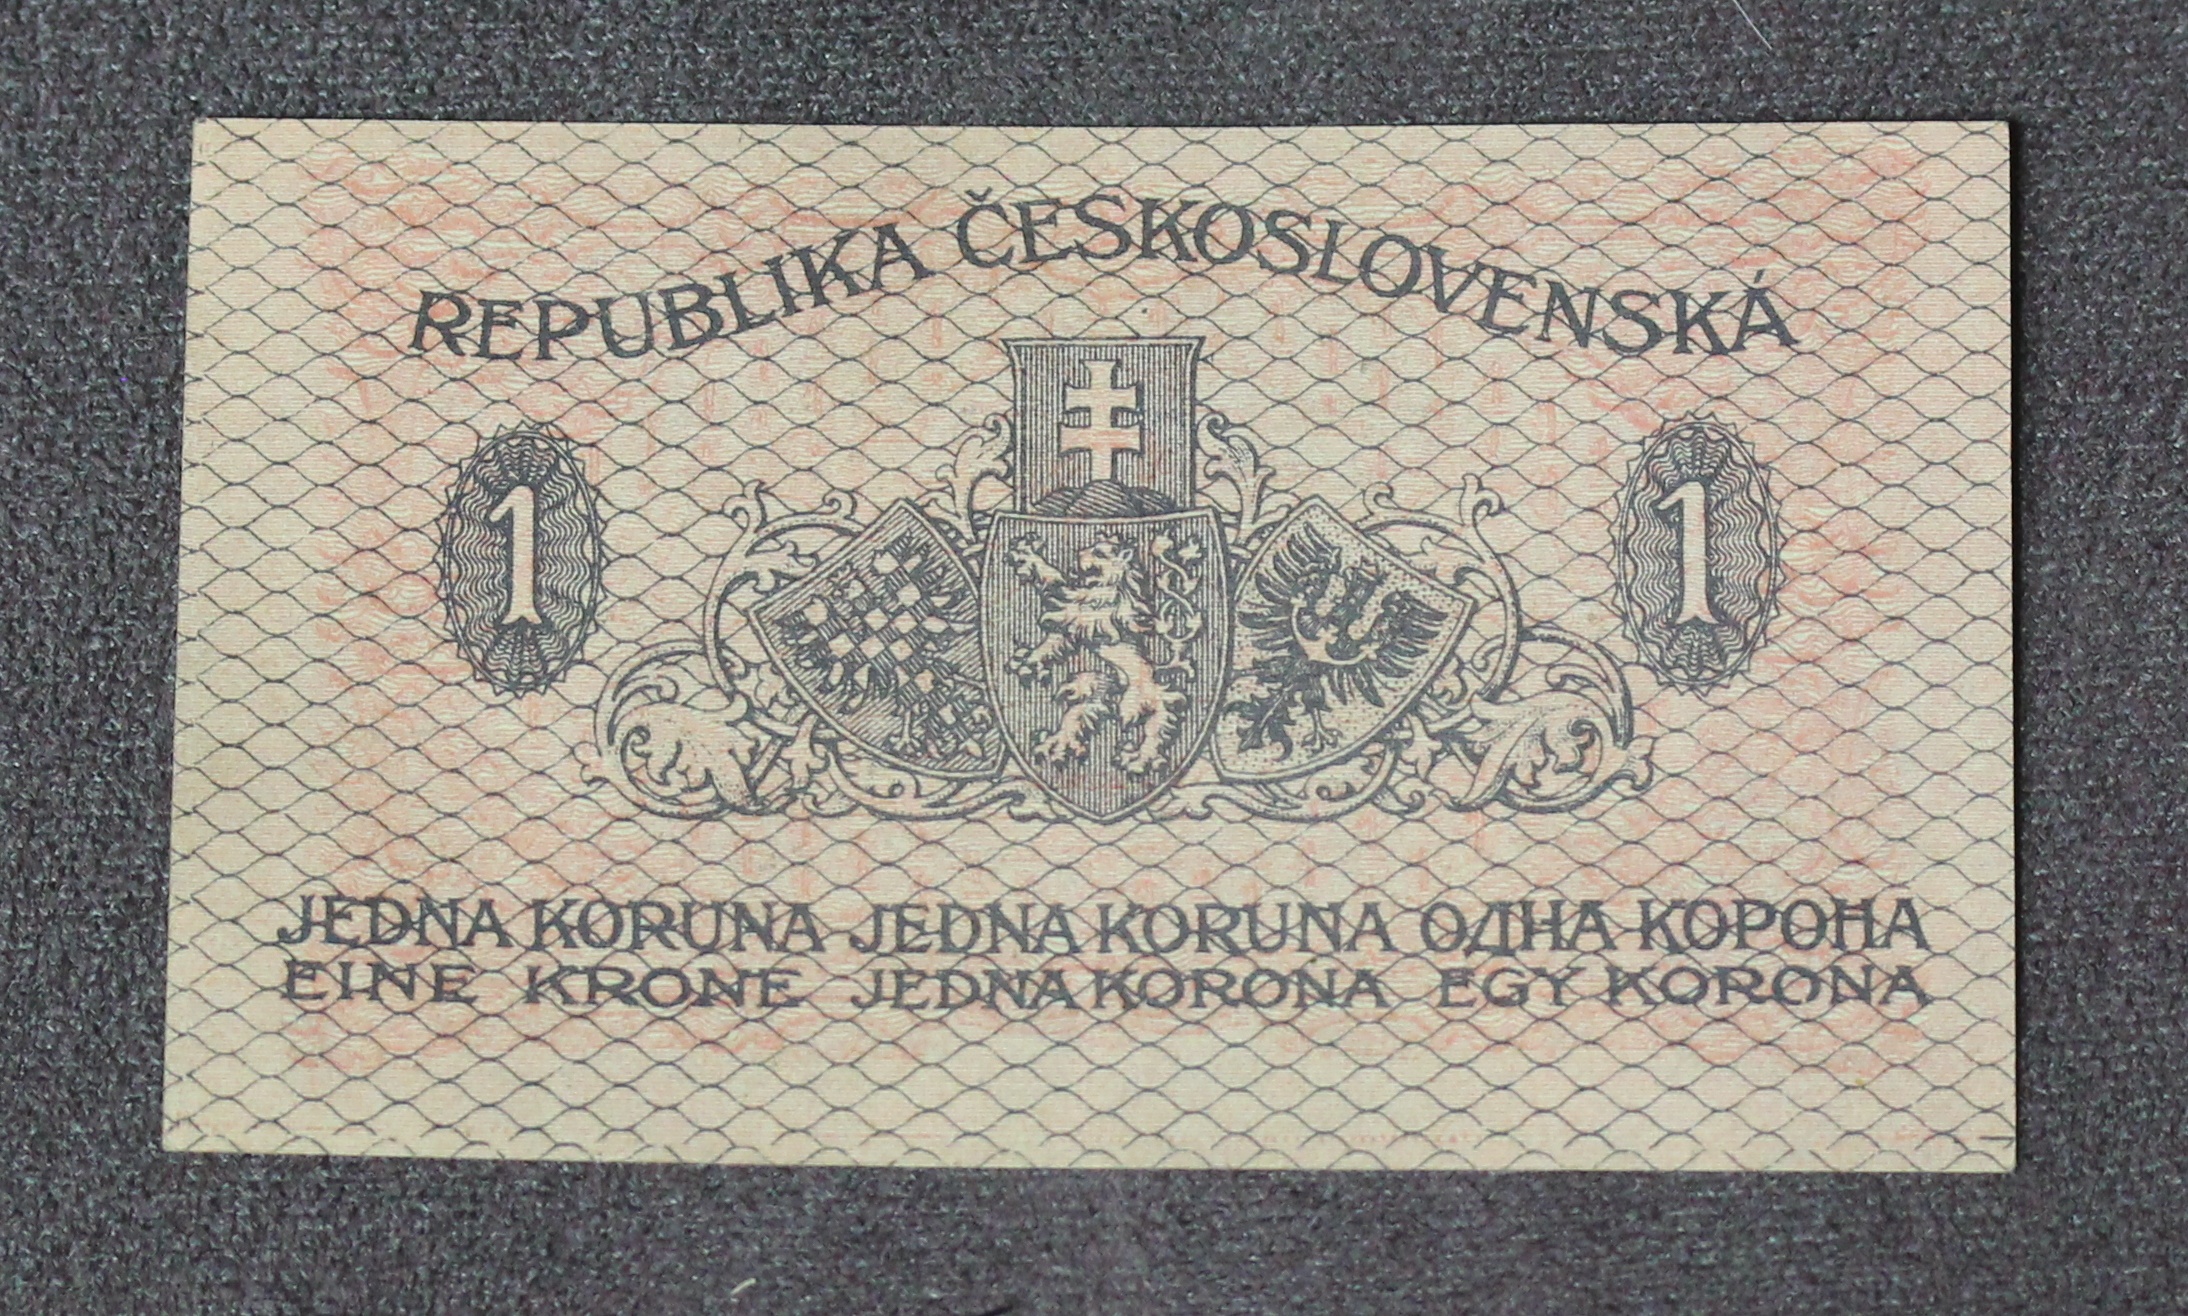 REPUBLIKA ČESKOSLOVENSKÁ
1 1
JEDNA KORUNA JEDNA KORUNA ОДНА КОРОНА
EINE KRONE JEDNA KORONA EGY KORONA